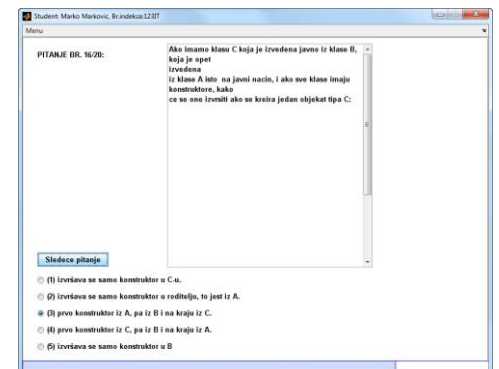 Student: Marko Markovic, Br.indeksa:123IT
Menu
PITANJE BR. 16/20:
Ako imamo klasu C koja je izvedena javno iz klase B,
koja je opet
izvedena
iz klase A isto na javni nacin, i ako sve klase imaju
konstruktore, kako
ce se one izvrsiti ako se kreira jedan objekat tipa C:
Sledece pitanje
(1) izvršava se samo konstruktor u C-u.
(2) izvršava se samo konstruktor u roditelju, to jest iz A.
(3) prvo konstruktor iz A, pa iz B i na kraju iz C.
(4) prvo konstruktor iz C, pa iz B i na kraju iz A.
(5) izvršava se samo konstruktor u B